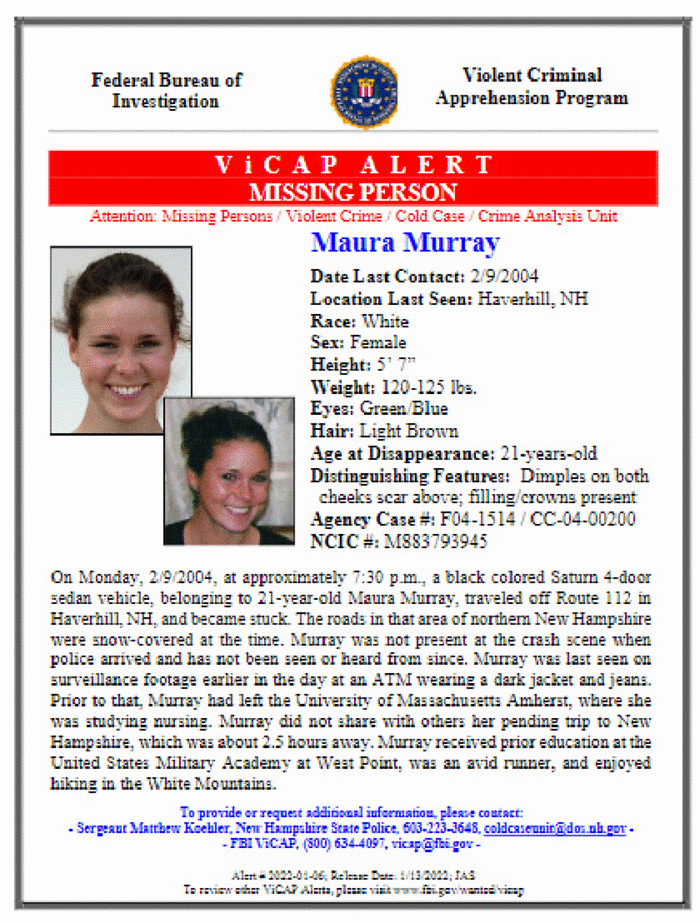 Federal Bureau of
Investigation
Violent Criminal
Apprehension Program
ViCAP ALERT
MISSING PERSON
Attention: Missing Persons / Violent Crime / Cold Case / Crime Analysis Unit
Maura Murray
Date Last Contact: 2/9/2004
Location Last Seen: Haverhill, NH
Race: White
Sex: Female
Height: 5’ 7”
Weight: 120-125 lbs.
Eyes: Green/Blue
Hair: Light Brown
Age at Disappearance: 21-years-old
Distinguishing Features: Dimples on both
cheeks scar above; filling/crowns present
Agency Case #: F04-1514 / CC-04-00200
NCIC #: M883793945
On Monday, 2/9/2004, at approximately 7:30 p.m., a black colored Saturn 4-door
sedan vehicle, belonging to 21-year-old Maura Murray, traveled off Route 112 in
Haverhill, NH, and became stuck. The roads in that area of northern New Hampshire
were snow-covered at the time. Murray was not present at the crash scene when
police arrived and has not been seen or heard from since. Murray was last seen on
surveillance footage earlier in the day at an ATM wearing a dark jacket and jeans.
Prior to that, Murray had left the University of Massachusetts Amherst, where she
was studying nursing. Murray did not share with others her pending trip to New
Hampshire, which was about 2.5 hours away. Murray received prior education at the
United States Military Academy at West Point, was an avid runner, and enjoyed
hiking in the White Mountains.
To provide or request additional information, please contact:
- Sergeant Matthew Koehler, New Hampshire State Police, 603-223-3648, coldcaseunit@dos.nh.gov -
- FBI ViCAP, (800) 634-4097, vicap@fbi.gov -
Alert # 2022-01-06; Release Date: 1/13/2022; JAS
To review other ViCAP Alerts, please visit www.fbi.gov/wanted/vicap